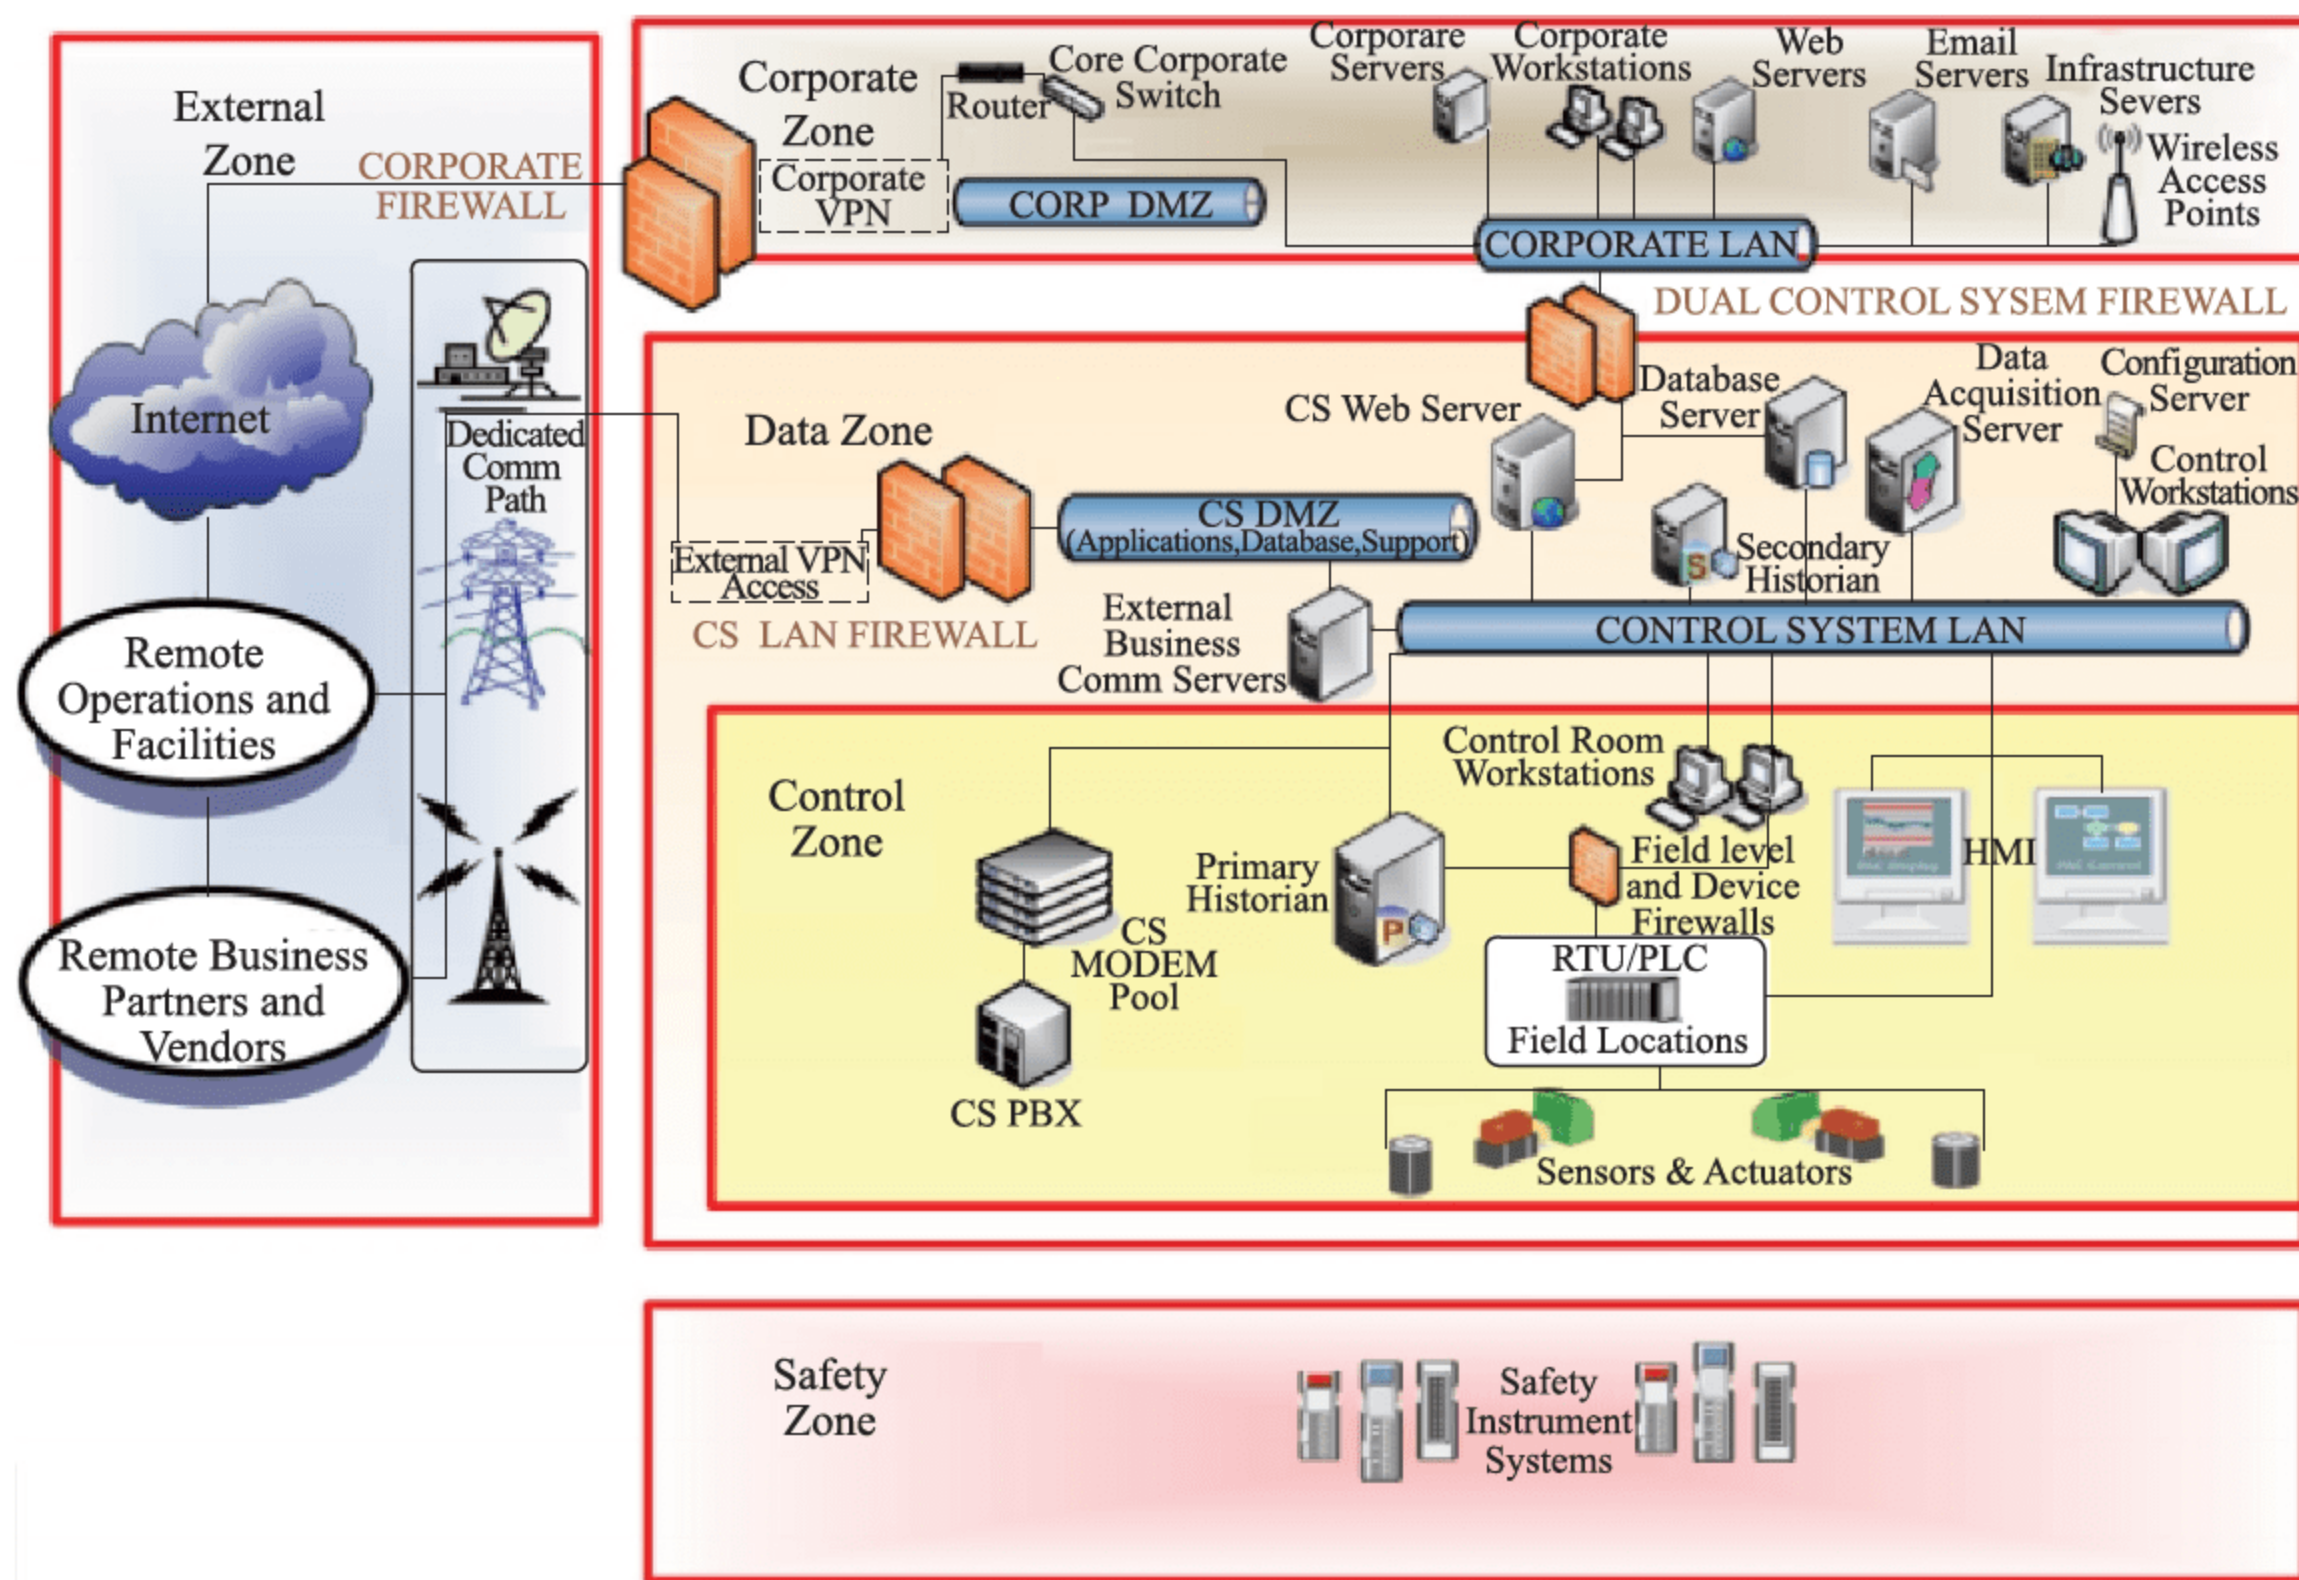 External
Zone
CORPORATE
FIREWALL
Internet
Dedicated
Comm
Path
Remote
Operations and
Facilities
Remote Business
Partners and
Vendors
Corporate
Zone
Router
Core Corporate
Switch
Corporate
VPN
CORP DMZ
Corporare
Servers
Corporate
Workstations
Web
Servers
Email
Servers
Infrastructure
Severs
Wireless
Access
Points
CORPORATE LAN
DUAL CONTROL SYSEM FIREWALL
Data Zone
CS Web Server
Database
Server
Data
Acquisition
Server
Configuration
Server
Control
Workstations
CS DMZ
(Applications,Database,Support)
External VPN
Access
CS LAN FIREWALL
External
Business
Comm Servers
S
Secondary
Historian
CONTROL SYSTEM LAN
Control
Zone
Control Room
Workstations
Primary
Historian
P
Field level
and Device
Firewalls
HMI
CS
MODEM
Pool
CS PBX
RTU/PLC
Field Locations
Sensors & Actuators
Safety
Zone
Safety
Instrument
Systems